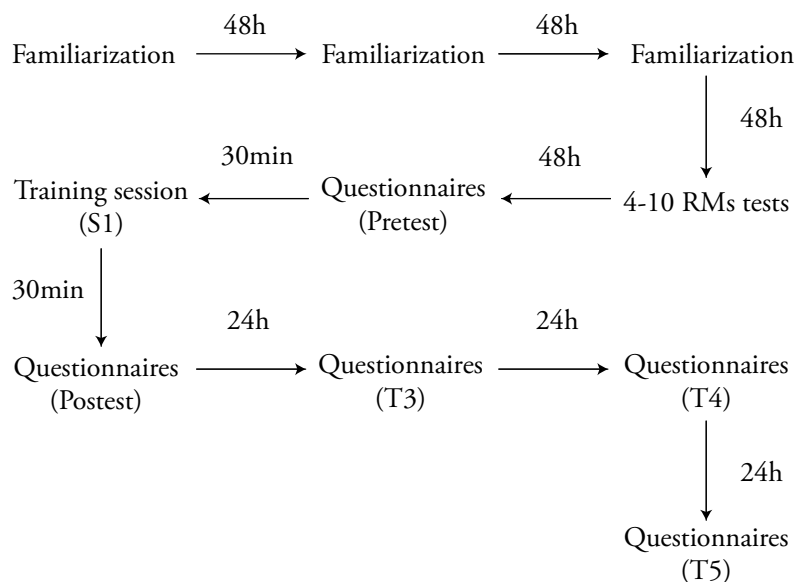 48h
48h
Familiarization
Familiarization
Familiarization
48h
30min
48h
Training session
(S1)
Questionnaires
(Pretest)
4-10 RMs tests
30min
24h
24h
Questionnaires
(Postest)
Questionnaires
(T3)
Questionnaires
(T4)
24h
Questionnaires
(T5)